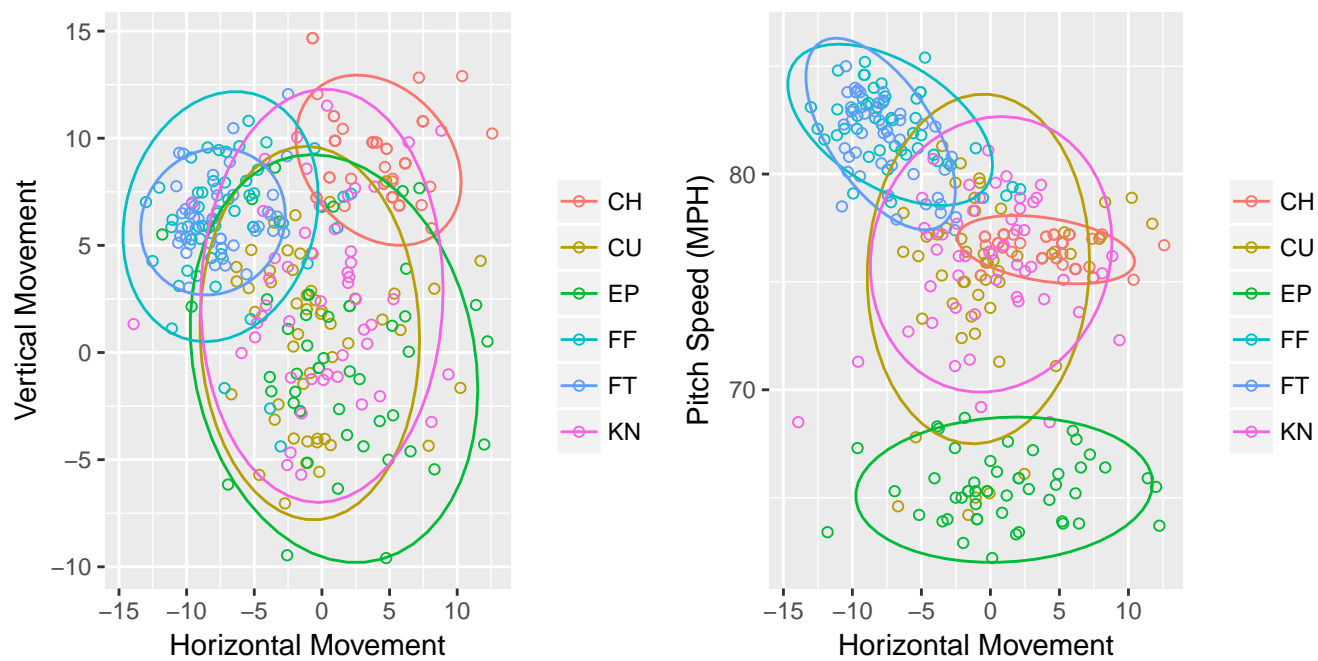 15
10
5
0
−5
−10
Vertical Movement
−15 −10 −5 0 5 10
Horizontal Movement
CH
CU
EP
FF
FT
KN
80
70
Pitch Speed (MPH)
−15 −10 −5 0 5 10
Horizontal Movement
CH
CU
EP
FF
FT
KN